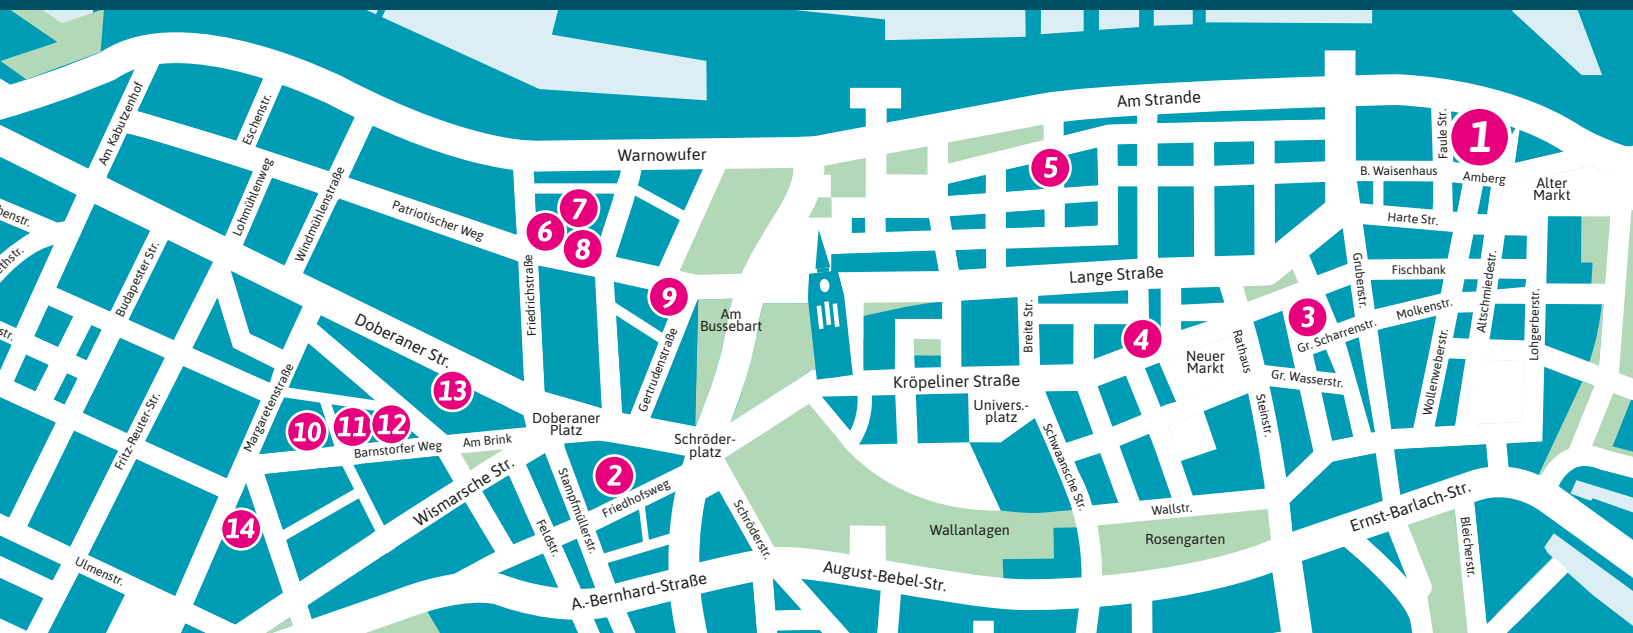 Am Strande
Warnowufer
Am Kabutzenhof
Eschenstr.
Lohmühlenweg
Windmühlenstraße
Patriotischer Weg
Faule Str.
1
5
B. Waisenhaus
Amberg
Alter
Markt
7
6
8
Harte Str.
Budapester Str.
Friedrichstraße
Lange Straße
Grubenstr.
Fischbank
Altschmiedestr.
Lohgerberstr.
9
Am
Bussebart
Molkenstr.
3
Gr. Scharrenstr.
Breite Str.
4
Doberaner Str.
Gertrudenstraße
Neuer
Markt
Rathaus
Gr. Wasserstr.
Wollenweberstr.
13
Kröpeliner Straße
Margaretenstraße
Fritz-Reuter-Str.
Univers.-
platz
Steinstr.
10
11
12
Doberaner
Platz
Am Brink
Barnstorfer Weg
Schröder-
platz
Schwaansche Str.
2
Wismarsche Str.
Friedhofsweg
Stampfmüllerstr.
Feldstr.
Schröderstr.
14
Wallanlagen
Wallstr.
Rosengarten
Ernst-Barlach-Str.
Bleicherstr.
Ulmenstr.
A.-Bernhard-Straße
August-Bebel-Str.